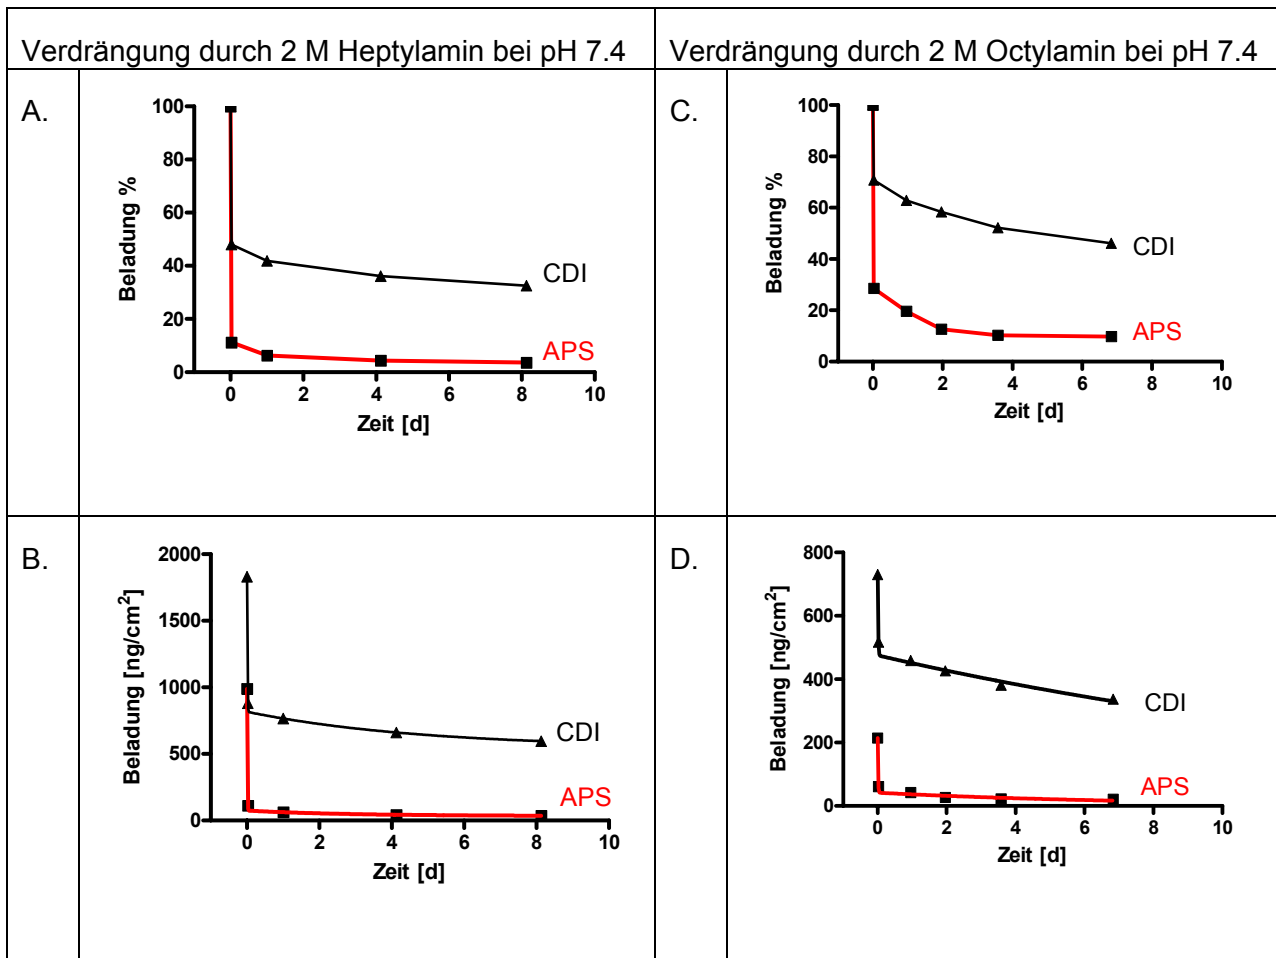 Verdrängung durch 2 M Heptylamin bei pH 7.4
Verdrängung durch 2 M Octylamin bei pH 7.4
A.
Beladung %
100
80
60
40
20
0
0 2 4 6 8 10
Zeit [d]
CDI
APS
C.
Beladung %
100
80
60
40
20
0
0 2 4 6 8 10
Zeit [d]
CDI
APS
B.
Beladung [ng/cm²]
2000
1500
1000
500
0
0 2 4 6 8 10
Zeit [d]
CDI
APS
D.
Beladung [ng/cm²]
800
600
400
200
0
0 2 4 6 8 10
Zeit [d]
CDI
APS